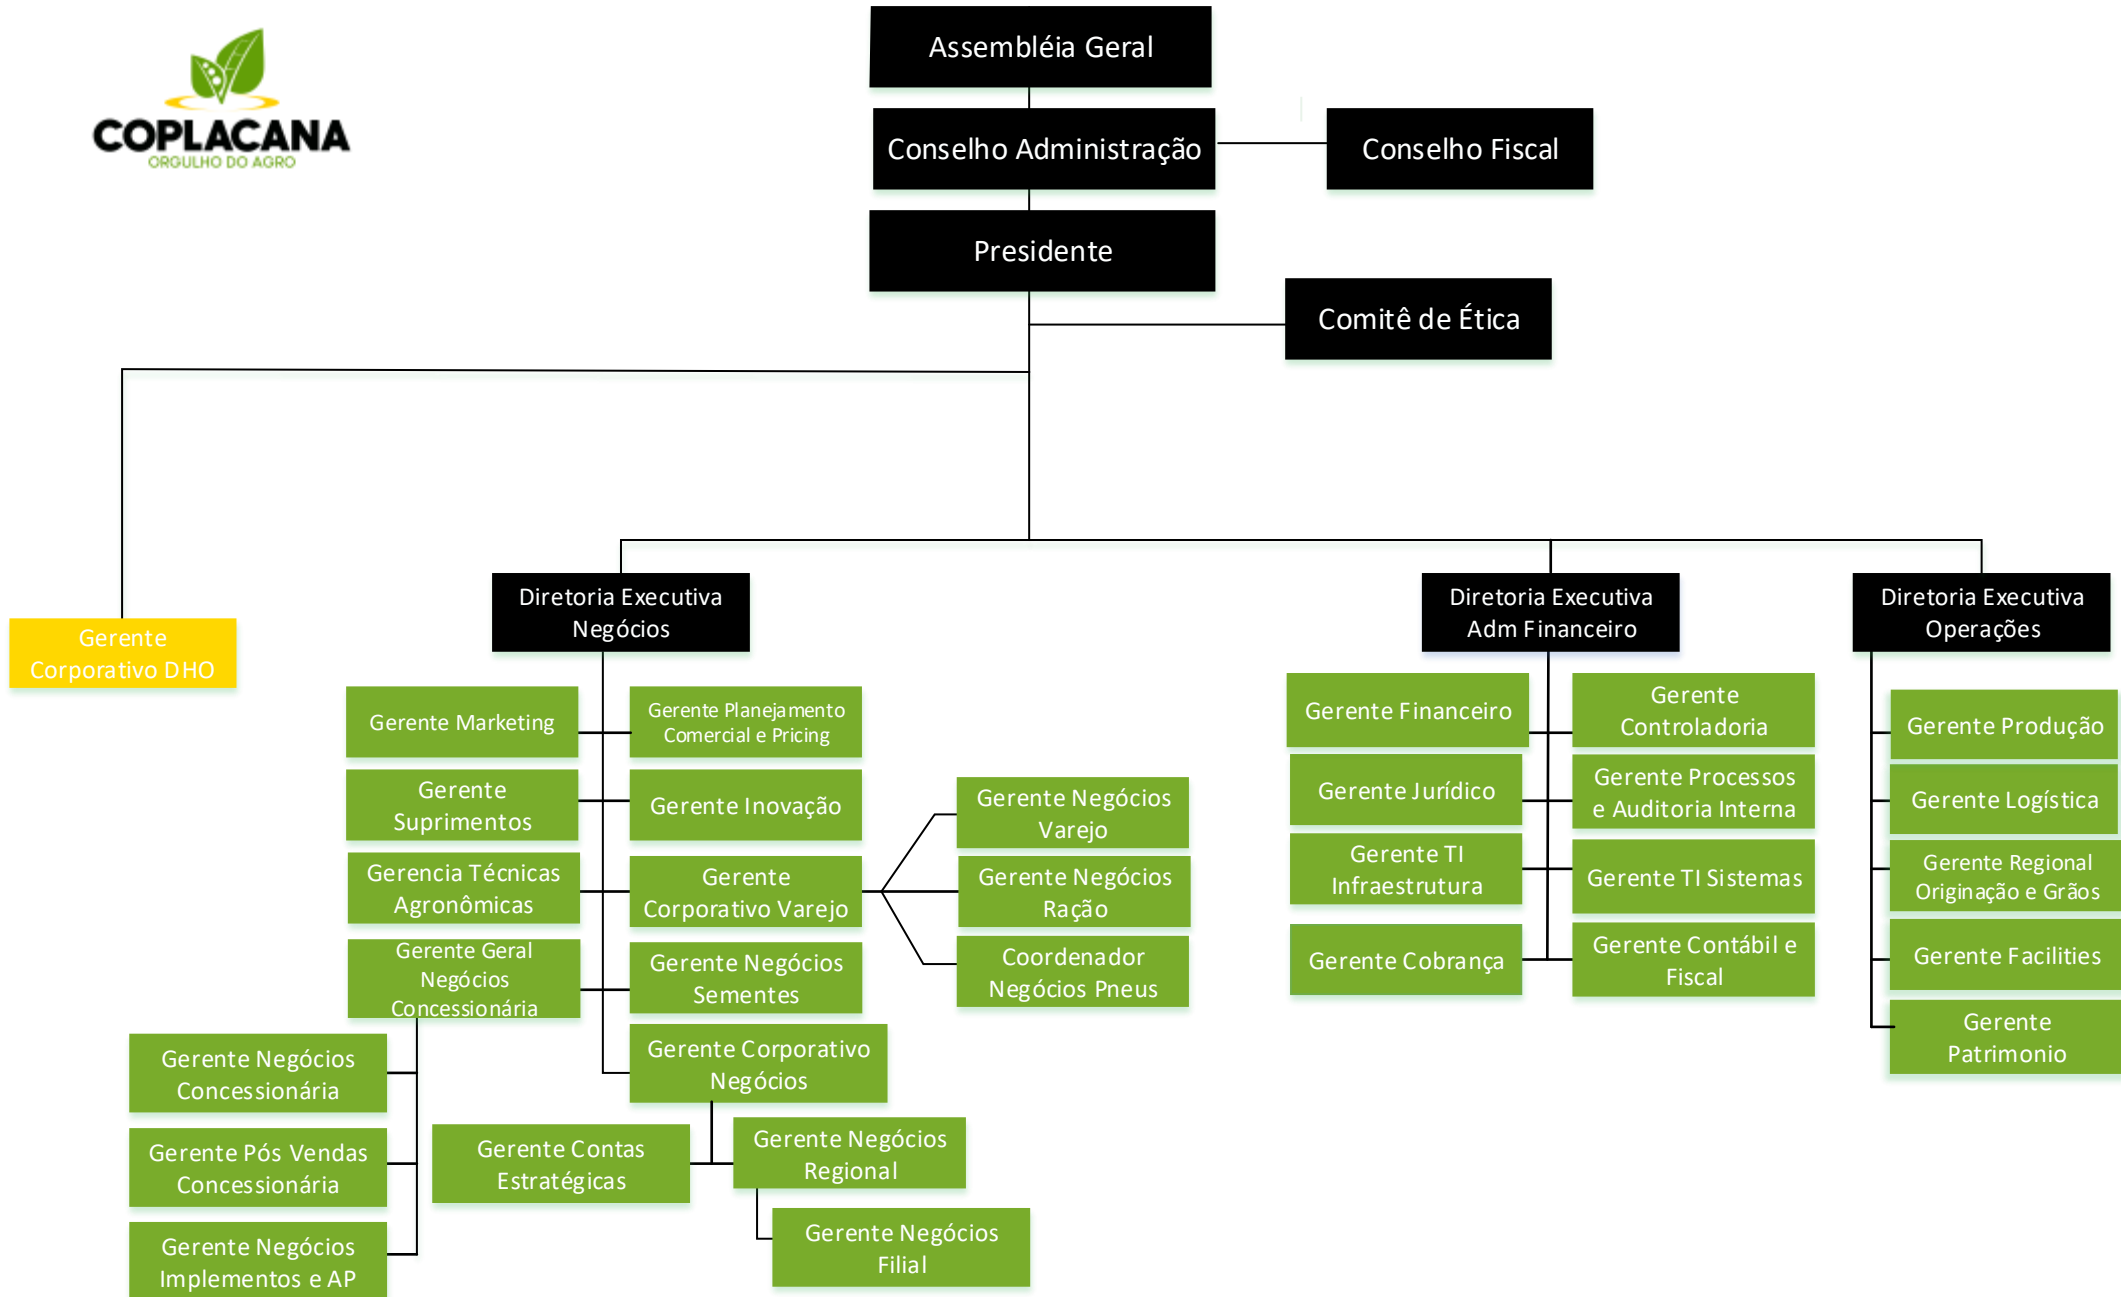 COPLACANA
ORGULHO DO AGRO
Assembléia Geral
Conselho Administração
Conselho Fiscal
Presidente
Comitê de Ética
Gerente
Corporativo DHO
Diretoria Executiva
Negócios
Diretoria Executiva
Adm Financeiro
Diretoria Executiva
Operações
Gerente Marketing
Gerente Planejamento
Comercial e Pricing
Gerente
Suprimentos
Gerente Inovação
Gerencia Técnicas
Agronômicas
Gerente
Corporativo Varejo
Gerente Negócios
Varejo
Gerente Negócios
Ração
Coordenador
Negócios Pneus
Gerente Geral
Negócios
Concessionária
Gerente Negócios
Sementes
Gerente Corporativo
Negócios
Gerente Negócios
Concessionária
Gerente Pós Vendas
Concessionária
Gerente Negócios
Implementos e AP
Gerente Contas
Estratégicas
Gerente Negócios
Regional
Gerente Negócios
Filial
Gerente Financeiro
Gerente
Controladoria
Gerente Jurídico
Gerente Processos
e Auditoria Interna
Gerente TI
Infraestrutura
Gerente TI Sistemas
Gerente Cobrança
Gerente Contábil e
Fiscal
Gerente Produção
Gerente Logística
Gerente Regional
Originação e Grãos
Gerente Facilities
Gerente
Patrimonio